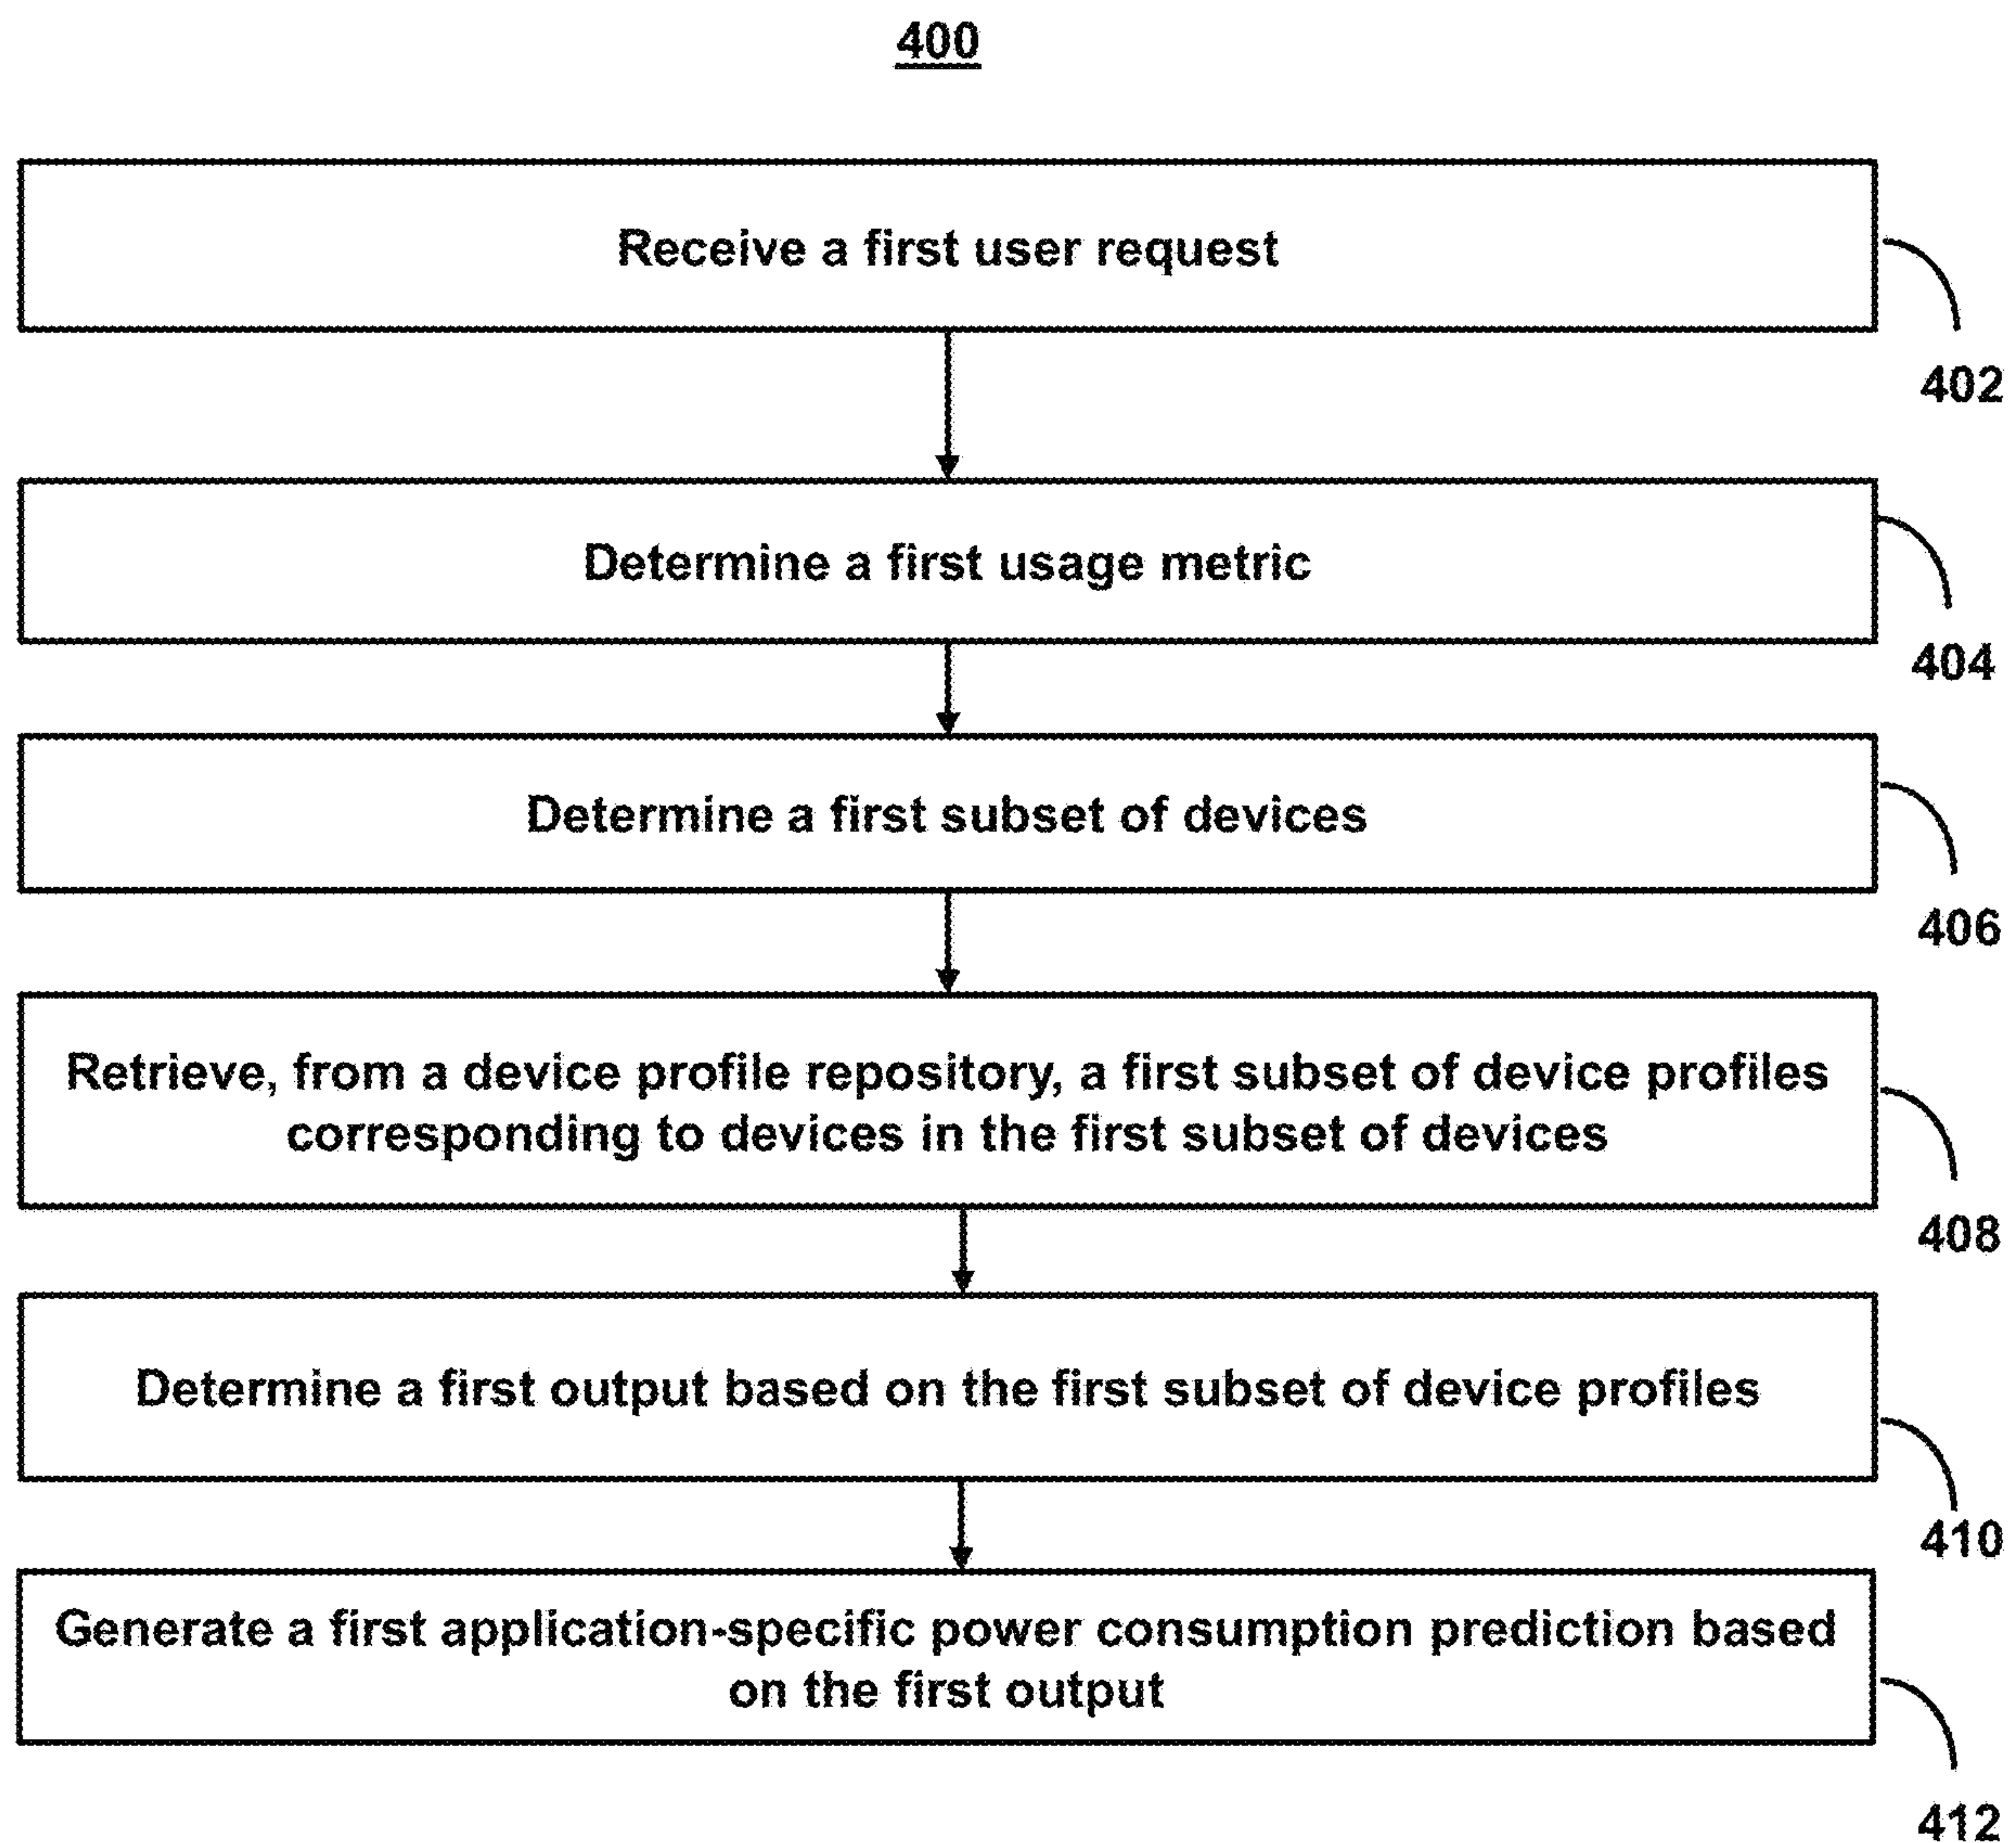 400
Receive a first user request
402
Determine a first usage metric
404
Determine a first subset of devices
406
Retrieve, from a device profile repository, a first subset of device profiles
corresponding to devices in the first subset of devices
408
Determine a first output based on the first subset of device profiles
410
Generate a first application-specific power consumption prediction based
on the first output
412